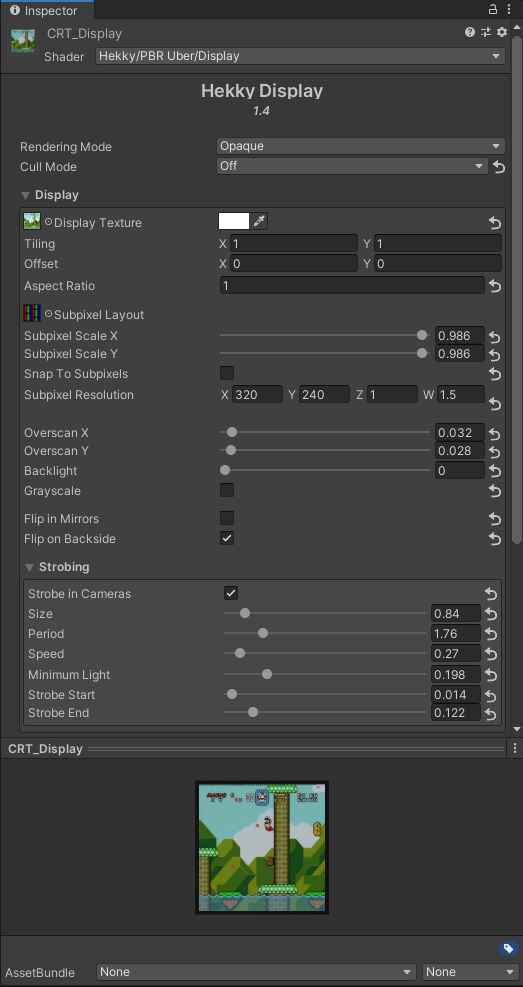 Inspector
CRT_Display
Shader Hekky/PBR Uber/Display
Hekky Display
1.4
Rendering Mode Opaque
Cull Mode Off
Display
Display Texture
Tiling X 1 Y 1
Offset X 0 Y 0
Aspect Ratio 1
Subpixel Layout
Subpixel Scale X 0.986
Subpixel Scale Y 0.986
Snap To Subpixels
Subpixel Resolution X 320 Y 240 Z 1 W 1.5
Overscan X 0.032
Overscan Y 0.028
Backlight 0
Grayscale
Flip in Mirrors
Flip on Backside
Strobing
Strobe in Cameras
Size 0.84
Period 1.76
Speed 0.27
Minimum Light 0.198
Strobe Start 0.014
Strobe End 0.122
CRT_Display
MARIO
AssetBundle None None